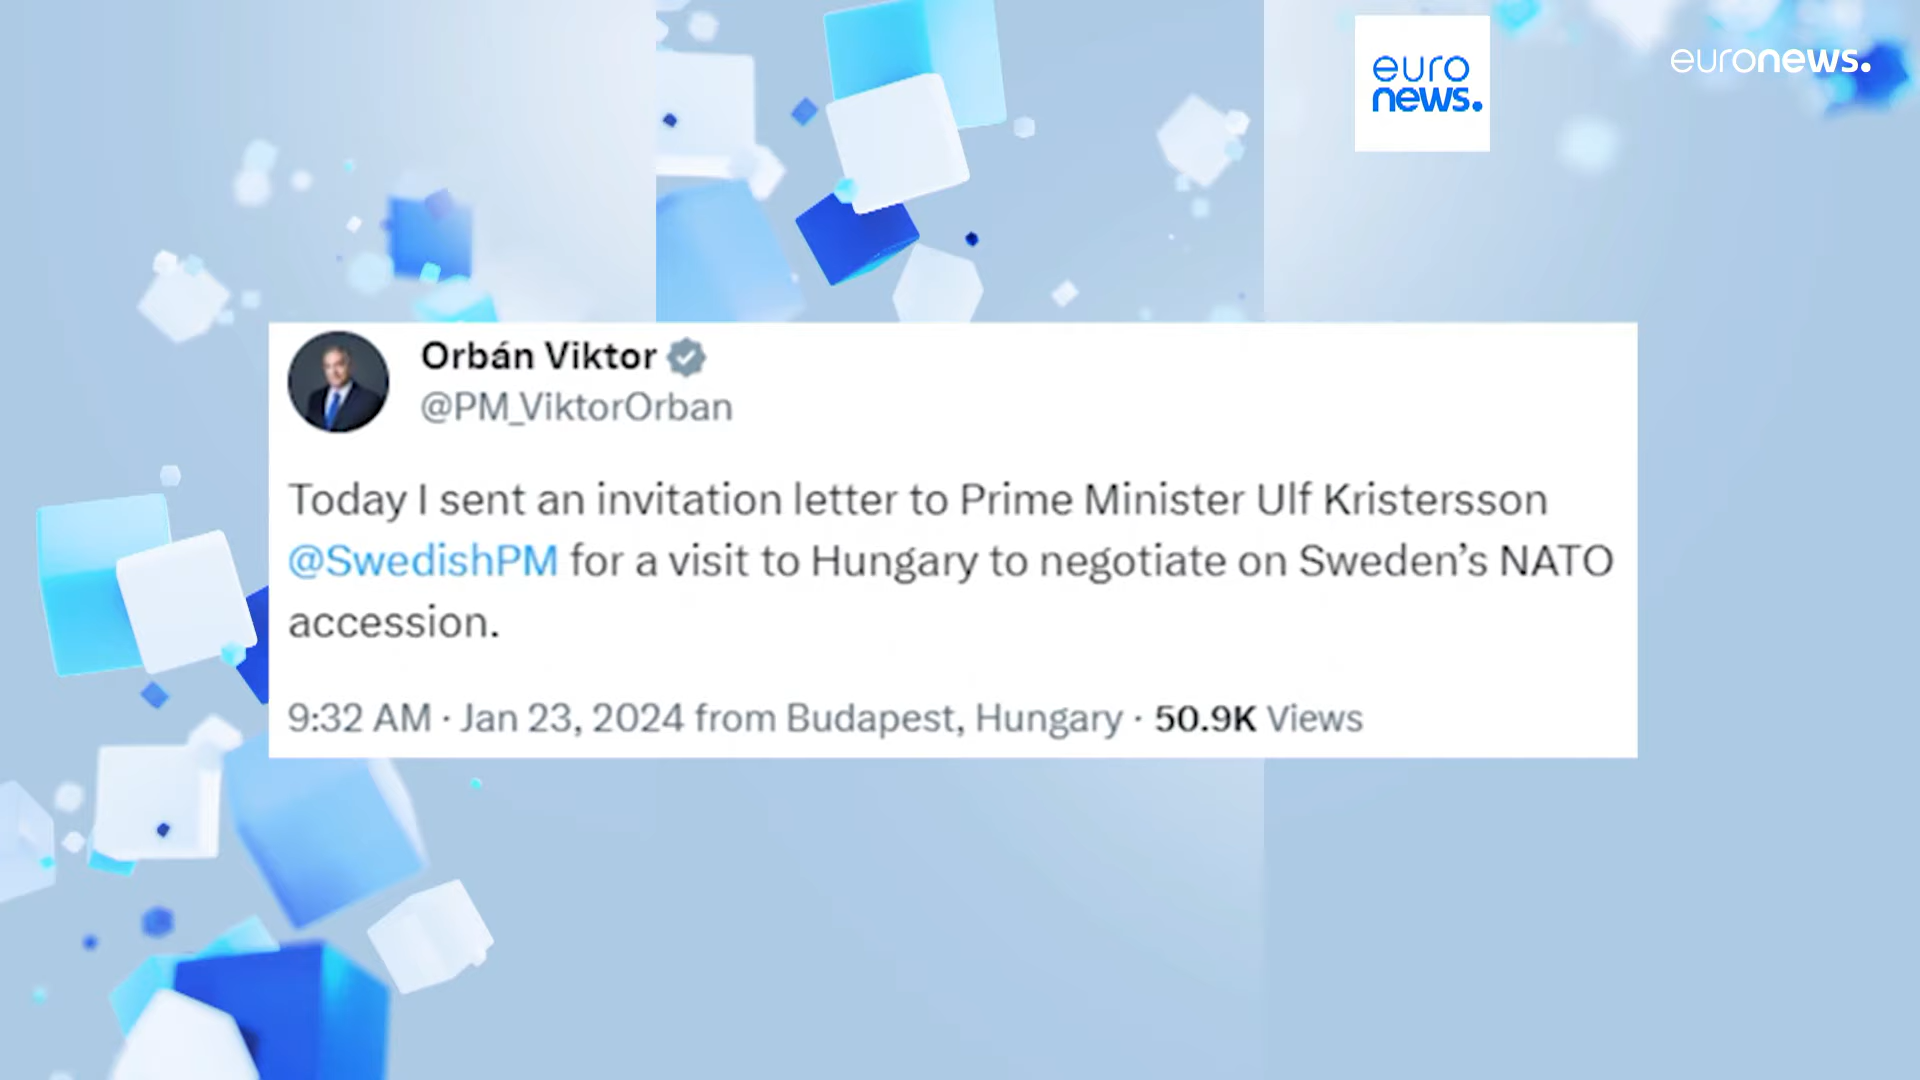 euro
news.
euronews.
Orbán Viktor
@PM_ViktorOrban
Today I sent an invitation letter to Prime Minister Ulf Kristersson
@SwedishPM for a visit to Hungary to negotiate on Sweden’s NATO
accession.
9:32 AM · Jan 23, 2024 from Budapest, Hungary · 50.9K Views